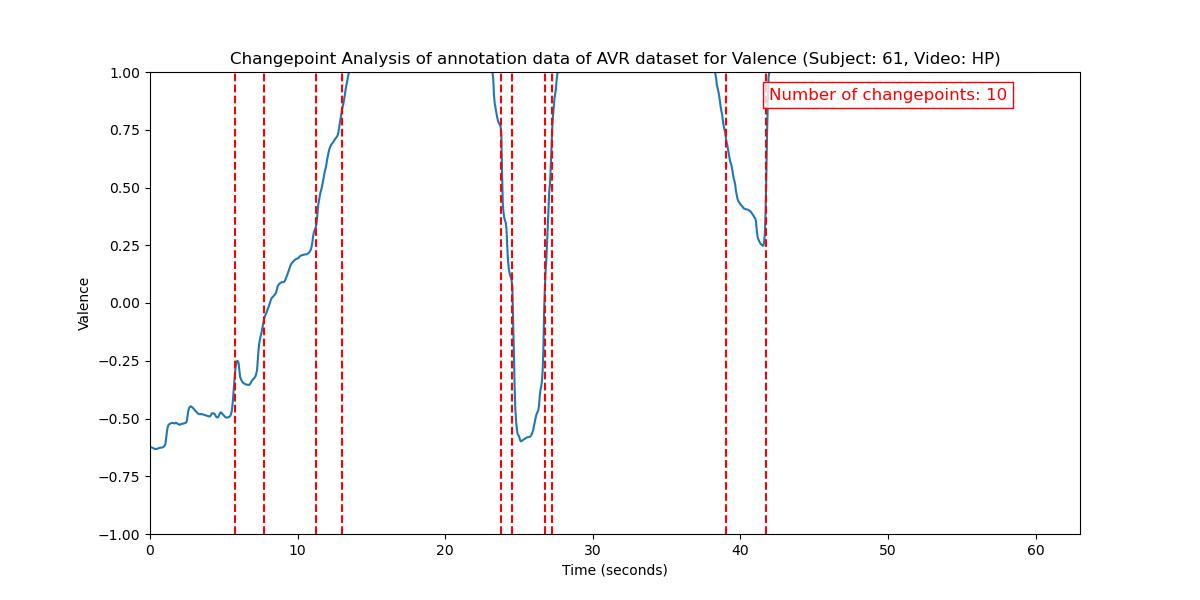 Changepoint Analysis of annotation data of AVR dataset for Valence (Subject: 61, Video: HP)
Number of changepoints: 10
Valence
1.00
0.75
0.50
0.25
0.00
−0.25
−0.50
−0.75
−1.00
0 10 20 30 40 50 60
Time (seconds)